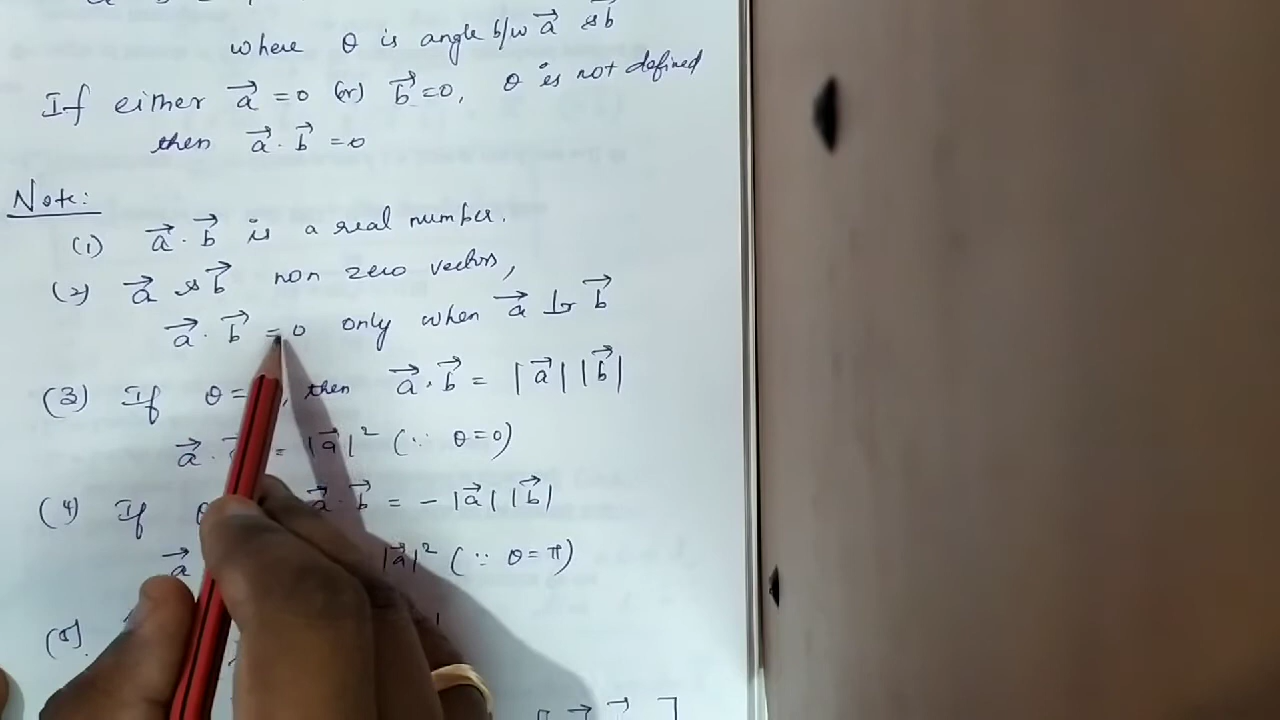 where θ is angle b/w a⃗ & b⃗
If either a⃗ = 0 (or) b⃗ = 0, θ is not defined
then a⃗ . b⃗ = 0
Note:
(1) a⃗ . b⃗ is a real number.
(2) a⃗ & b⃗ non zero vectors,
a⃗ . b⃗ = 0 only when a⃗ ⊥r b⃗
(3) If θ = , then a⃗ . b⃗ = |a⃗| |b⃗|
a⃗ . = |a⃗|² (∵ θ = 0)
(4) If θ a⃗ . b⃗ = – |a⃗| |b⃗|
a⃗ |a⃗|² (∵ θ = π)
(5)